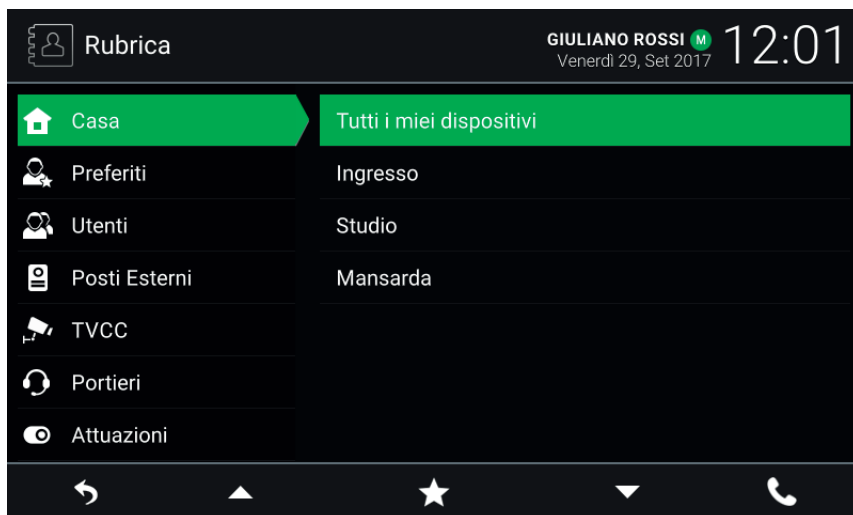 Rubrica
GIULIANO ROSSI M
Venerdì 29, Set 2017
12:01
Casa
Preferiti
Utenti
Posti Esterni
TVCC
Portieri
Attuazioni
Tutti i miei dispositivi
Ingresso
Studio
Mansarda